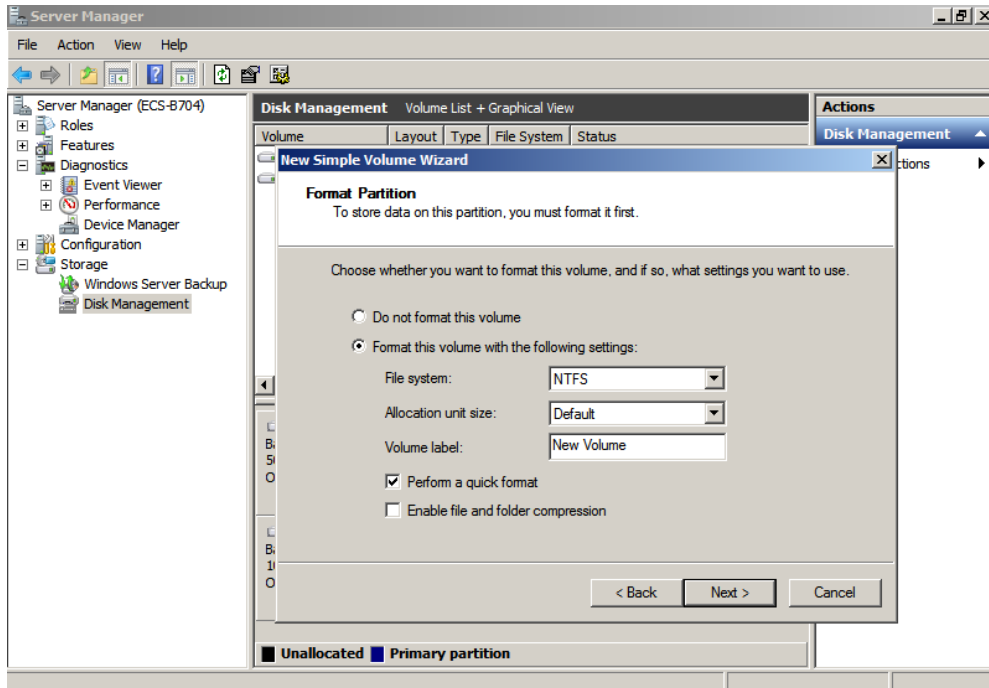 Server Manager
File Action View Help
Server Manager (ECS-B704)
Roles
Features
Diagnostics
Event Viewer
Performance
Device Manager
Configuration
Storage
Windows Server Backup
Disk Management
Disk Management Volume List + Graphical View
Volume Layout Type File System Status
New Simple Volume Wizard
Format Partition
To store data on this partition, you must format it first.
Choose whether you want to format this volume, and if so, what settings you want to use.
Do not format this volume
Format this volume with the following settings:
File system: NTFS
Allocation unit size: Default
Volume label: New Volume
Perform a quick format
Enable file and folder compression
< Back Next > Cancel
Unallocated Primary partition
Actions
Disk Management